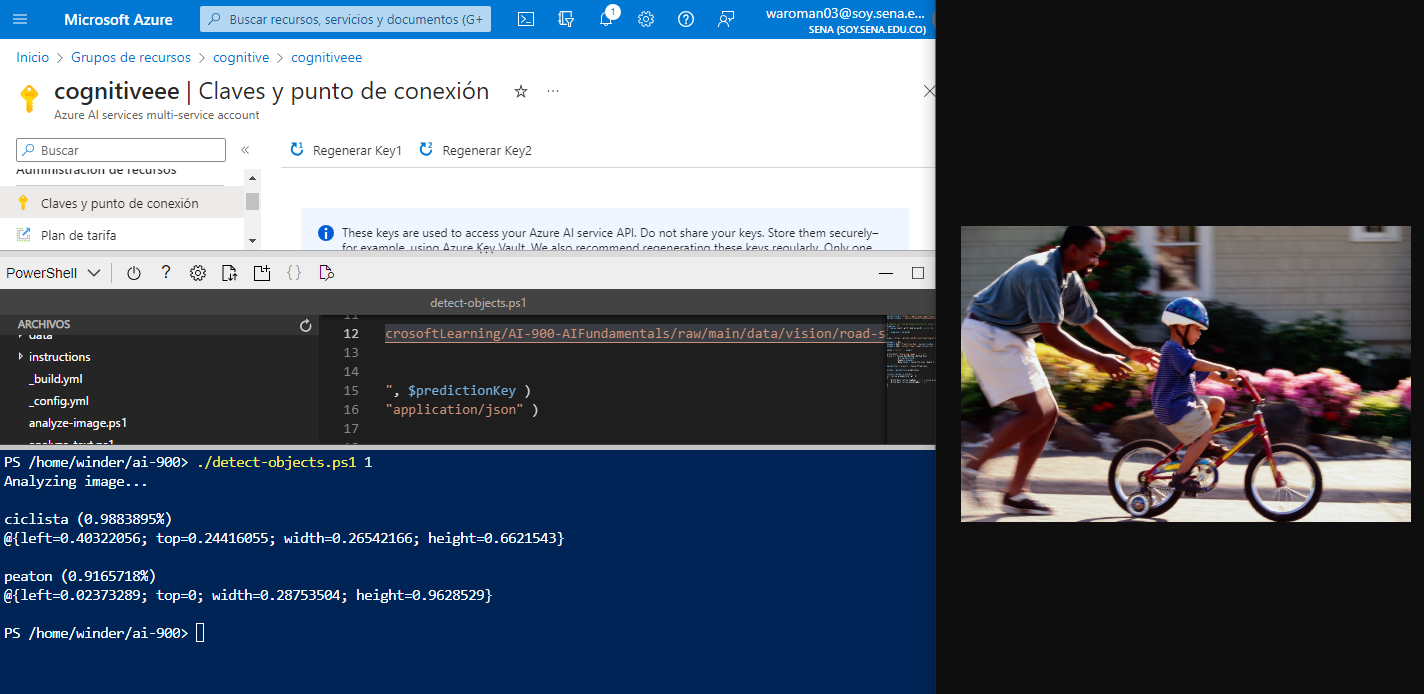 Microsoft Azure
Buscar recursos, servicios y documentos (G+
1
waroman03@soy.sena.e...
SENA (SOY.SENA.EDU.CO)
Inicio > Grupos de recursos > cognitive > cognitiveee
cognitiveee | Claves y punto de conexión
Azure AI services multi-service account
Buscar
«
Regenerar Key1
Regenerar Key2
Administración de recursos
Claves y punto de conexión
Plan de tarifa
These keys are used to access your Azure AI service API. Do not share your keys. Store them securely–
for example, using Azure Key Vault. We also recommend regenerating these keys regularly. Only one
PowerShell
detect-objects.ps1
ARCHIVOS
data
instructions
_build.yml
_config.yml
analyze-image.ps1
analyze-text.ps1
11
12 crosoftLearning/AI-900-AIFundamentals/raw/main/data/vision/road-s
13
14
15 ", $predictionKey )
16 "application/json" )
17
PS /home/winder/ai-900> ./detect-objects.ps1 1
Analyzing image...
ciclista (0.9883895%)
@{left=0.40322056; top=0.24416055; width=0.26542166; height=0.6621543}
peaton (0.9165718%)
@{left=0.02373289; top=0; width=0.28753504; height=0.9628529}
PS /home/winder/ai-900>